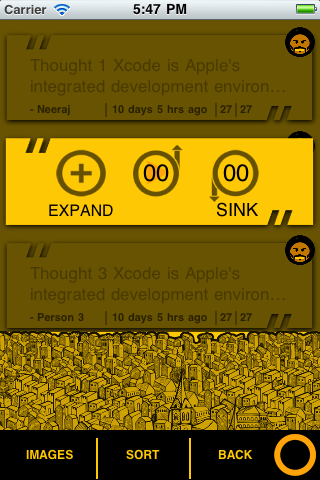 Carrier 5:47 PM
Thought 1 Xcode is Apple's
integrated development environ...
- Neeraj | 10 days 5 hrs ago | 27 | 27
00 00
EXPAND SINK
Thought 3 Xcode is Apple's
integrated development environ...
- Person 3 | 10 days 5 hrs ago | 27 | 27
IMAGES SORT BACK